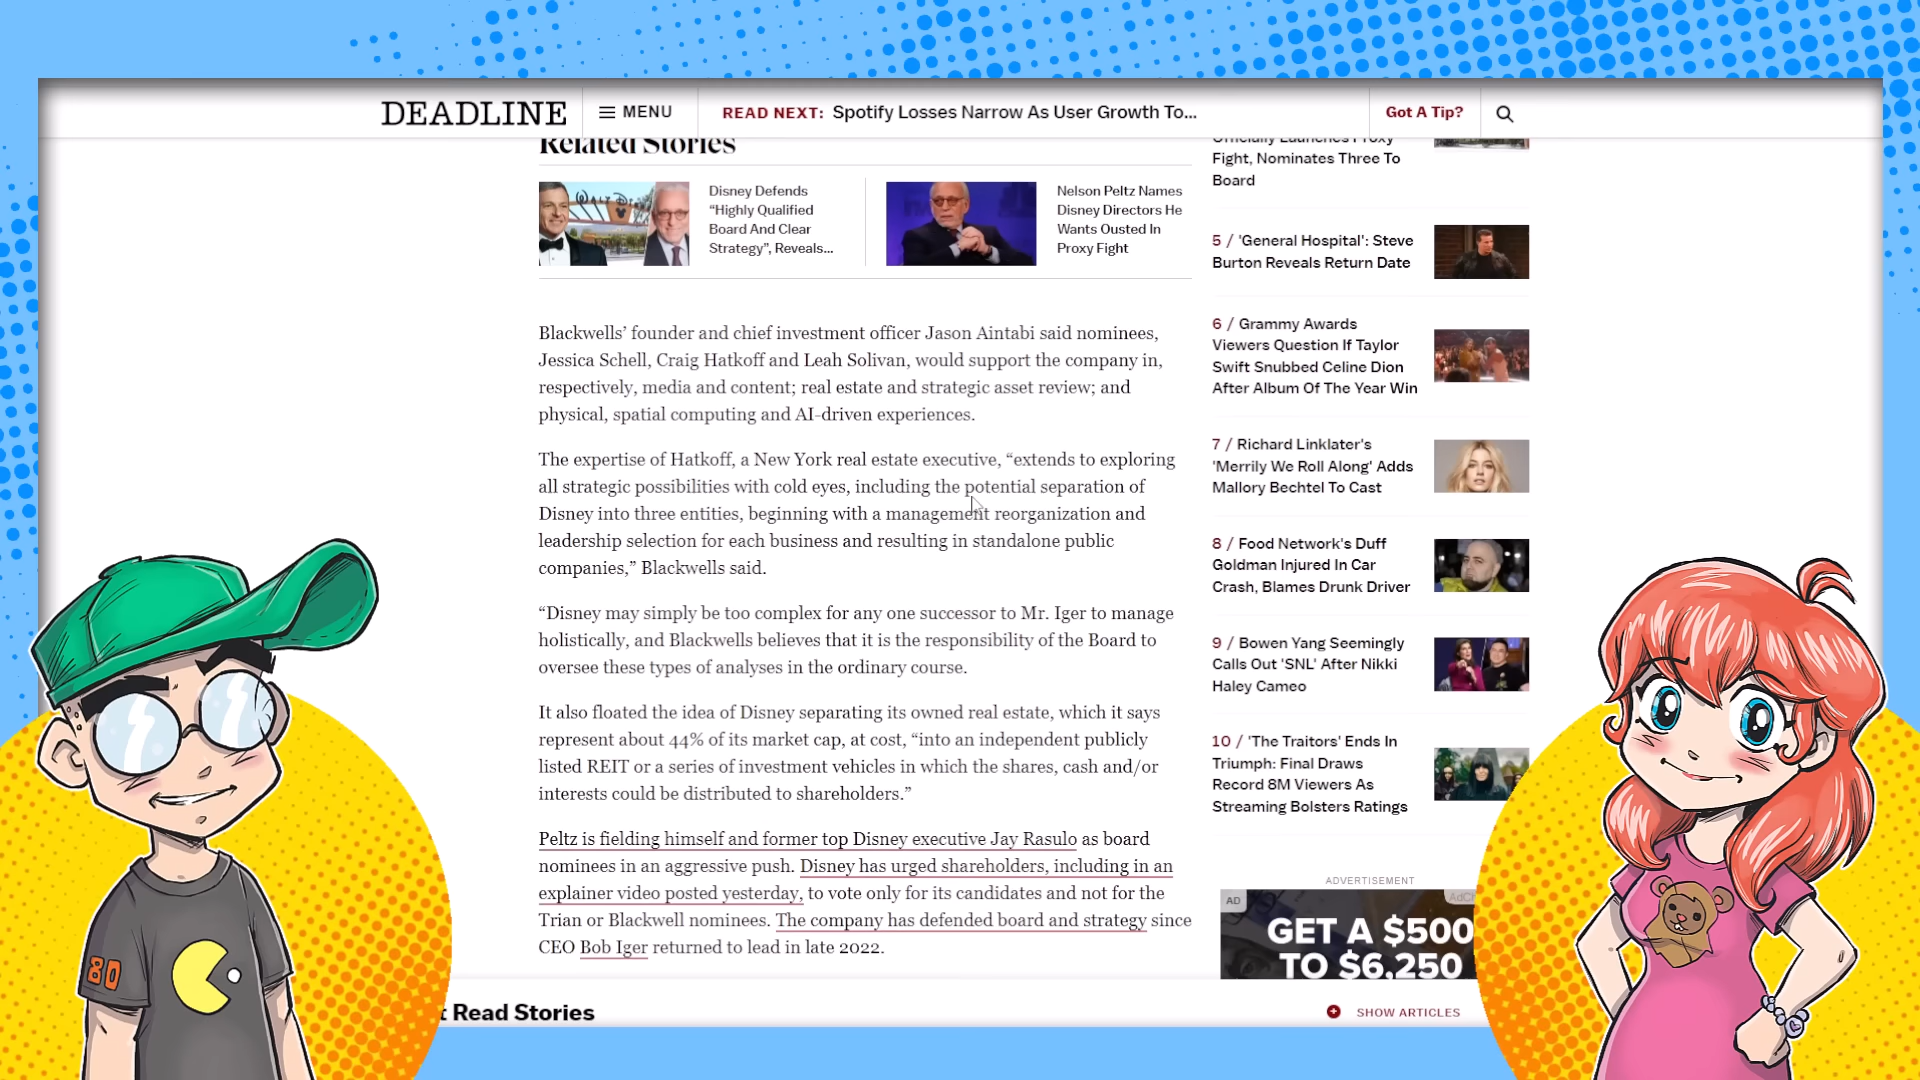 DEADLINE
MENU
READ NEXT: Spotify Losses Narrow As User Growth To...
Got A Tip?
Related Stories
Disney Defends
“Highly Qualified
Board And Clear
Strategy”, Reveals...
Nelson Peltz Names
Disney Directors He
Wants Ousted In
Proxy Fight
Blackwells’ founder and chief investment officer Jason Aintabi said nominees,
Jessica Schell, Craig Hatkoff and Leah Solivan, would support the company in,
respectively, media and content; real estate and strategic asset review; and
physical, spatial computing and AI-driven experiences.
The expertise of Hatkoff, a New York real estate executive, “extends to exploring
all strategic possibilities with cold eyes, including the potential separation of
Disney into three entities, beginning with a management reorganization and
leadership selection for each business and resulting in standalone public
companies,” Blackwells said.
“Disney may simply be too complex for any one successor to Mr. Iger to manage
holistically, and Blackwells believes that it is the responsibility of the Board to
oversee these types of analyses in the ordinary course.
It also floated the idea of Disney separating its owned real estate, which it says
represent about 44% of its market cap, at cost, “into an independent publicly
listed REIT or a series of investment vehicles in which the shares, cash and/or
interests could be distributed to shareholders.”
Peltz is fielding himself and former top Disney executive Jay Rasulo as board
nominees in an aggressive push. Disney has urged shareholders, including in an
explainer video posted yesterday, to vote only for its candidates and not for the
Trian or Blackwell nominees. The company has defended board and strategy since
CEO Bob Iger returned to lead in late 2022.
Officially Launches Proxy
Fight, Nominates Three To
Board
5 / 'General Hospital': Steve
Burton Reveals Return Date
6 / Grammy Awards
Viewers Question If Taylor
Swift Snubbed Celine Dion
After Album Of The Year Win
7 / Richard Linklater's
'Merrily We Roll Along' Adds
Mallory Bechtel To Cast
8 / Food Network's Duff
Goldman Injured In Car
Crash, Blames Drunk Driver
9 / Bowen Yang Seemingly
Calls Out 'SNL' After Nikki
Haley Cameo
10 / 'The Traitors' Ends In
Triumph: Final Draws
Record 8M Viewers As
Streaming Bolsters Ratings
ADVERTISEMENT
AD
GET A $500
TO $6,250
t Read Stories
SHOW ARTICLES
80